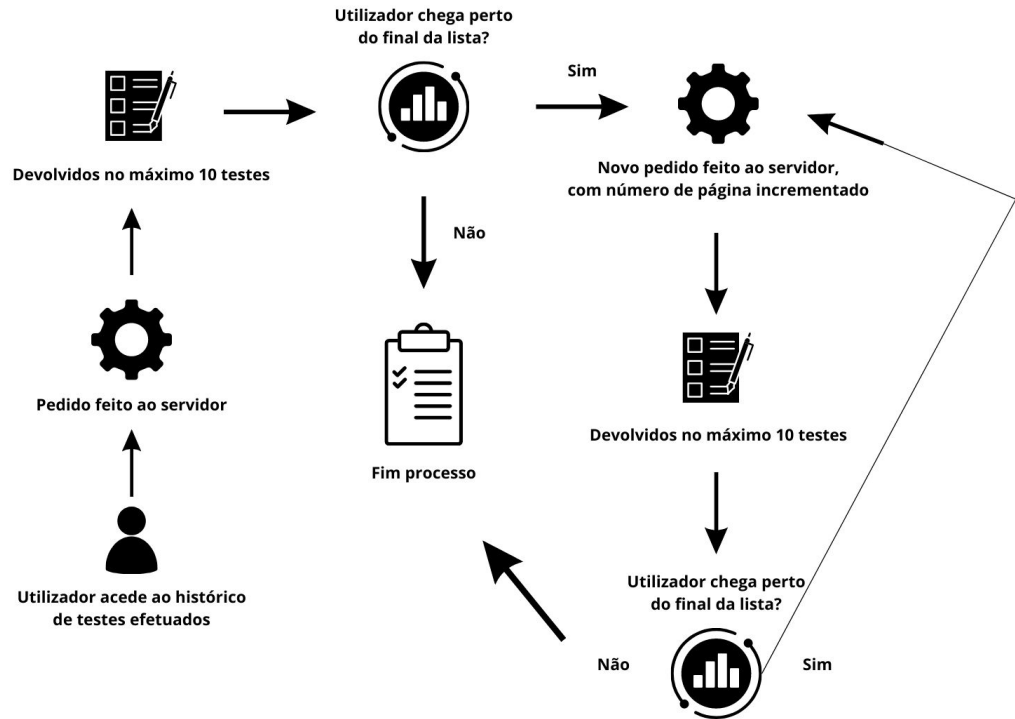 Utilizador chega perto
do final da lista?
Sim
Devolvidos no máximo 10 testes
Novo pedido feito ao servidor,
com número de página incrementado
Não
Pedido feito ao servidor
Devolvidos no máximo 10 testes
Fim processo
Utilizador acede ao histórico
de testes efetuados
Utilizador chega perto
do final da lista?
Não
Sim